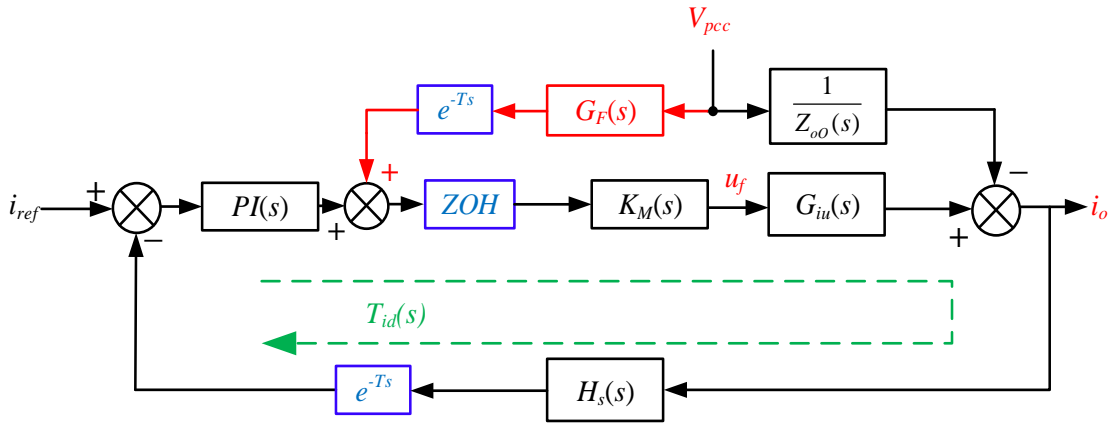 V_pcc
e^-Ts
G_F(s)
1
Z_oO(s)
+
−
i_ref
+
PI(s)
+
ZOH
K_M(s)
u_f
G_iu(s)
+
i_o
−
T_id(s)
e^-Ts
H_s(s)